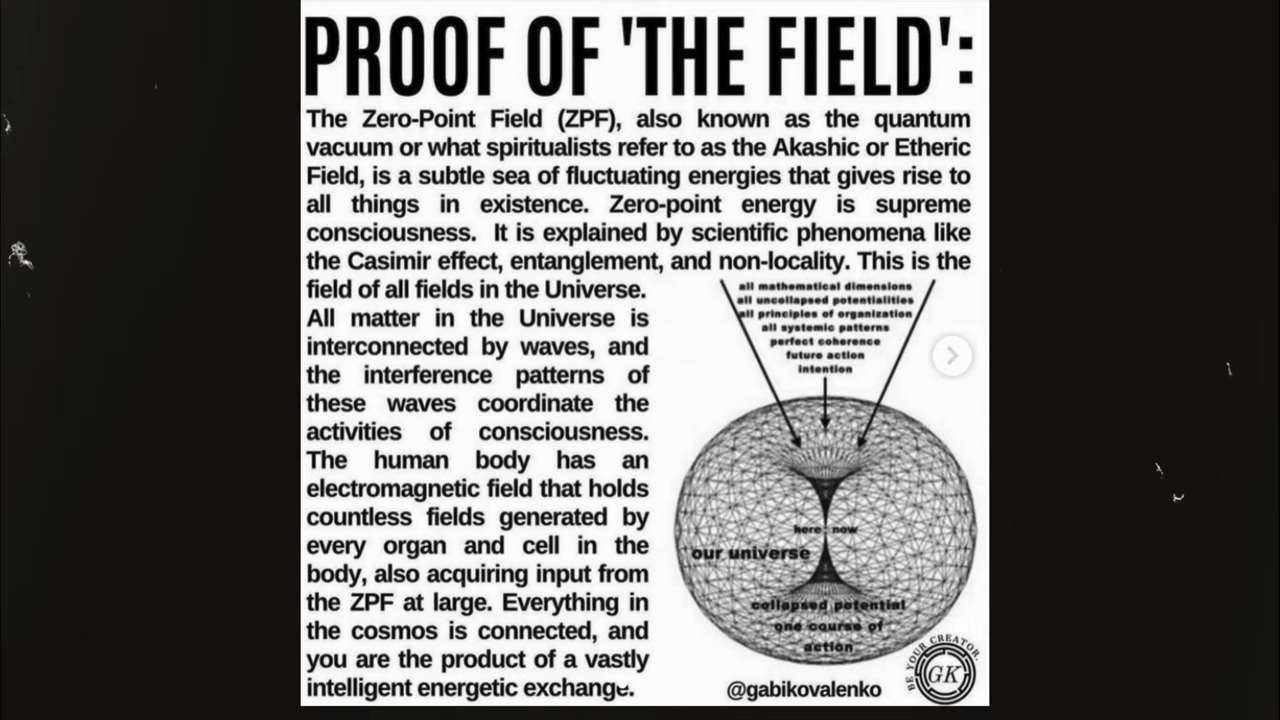 PROOF OF 'THE FIELD':
The Zero-Point Field (ZPF), also known as the quantum
vacuum or what spiritualists refer to as the Akashic or Etheric
Field, is a subtle sea of fluctuating energies that gives rise to
all things in existence. Zero-point energy is supreme
consciousness. It is explained by scientific phenomena like
the Casimir effect, entanglement, and non-locality. This is the
field of all fields in the Universe.
All matter in the Universe is
interconnected by waves, and
the interference patterns of
these waves coordinate the
activities of consciousness.
The human body has an
electromagnetic field that holds
countless fields generated by
every organ and cell in the
body, also acquiring input from
the ZPF at large. Everything in
the cosmos is connected, and
you are the product of a vastly
intelligent energetic exchange.
all mathematical dimensions
all uncollapsed potentialities
all principles of organization
all systemic patterns
perfect coherence
future action
intention
here now
our universe
collapsed potential
one course of
action
@gabikovalenko
BE YOUR CREATOR.
GK